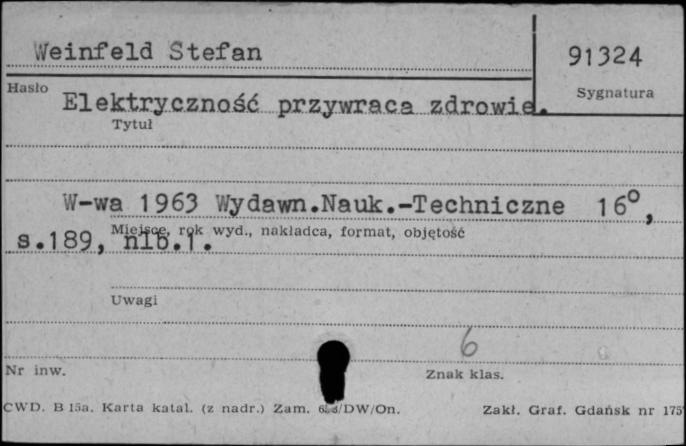 Weinfeld Stefan
91324
Hasło
Sygnatura
Elektryczność przywraca zdrowie.
Tytuł
W-wa 1963 Wydawn.Nauk.-Techniczne 16°,
Miejsce, rok wyd., nakładca, format, objętość
s.189, nlb.1.
Uwagi
6
Nr inw.
Znak klas.
CWD. B 15a. Karta katal. (z nadr.) Zam. /DW/On.
Zakł. Graf. Gdańsk nr 175